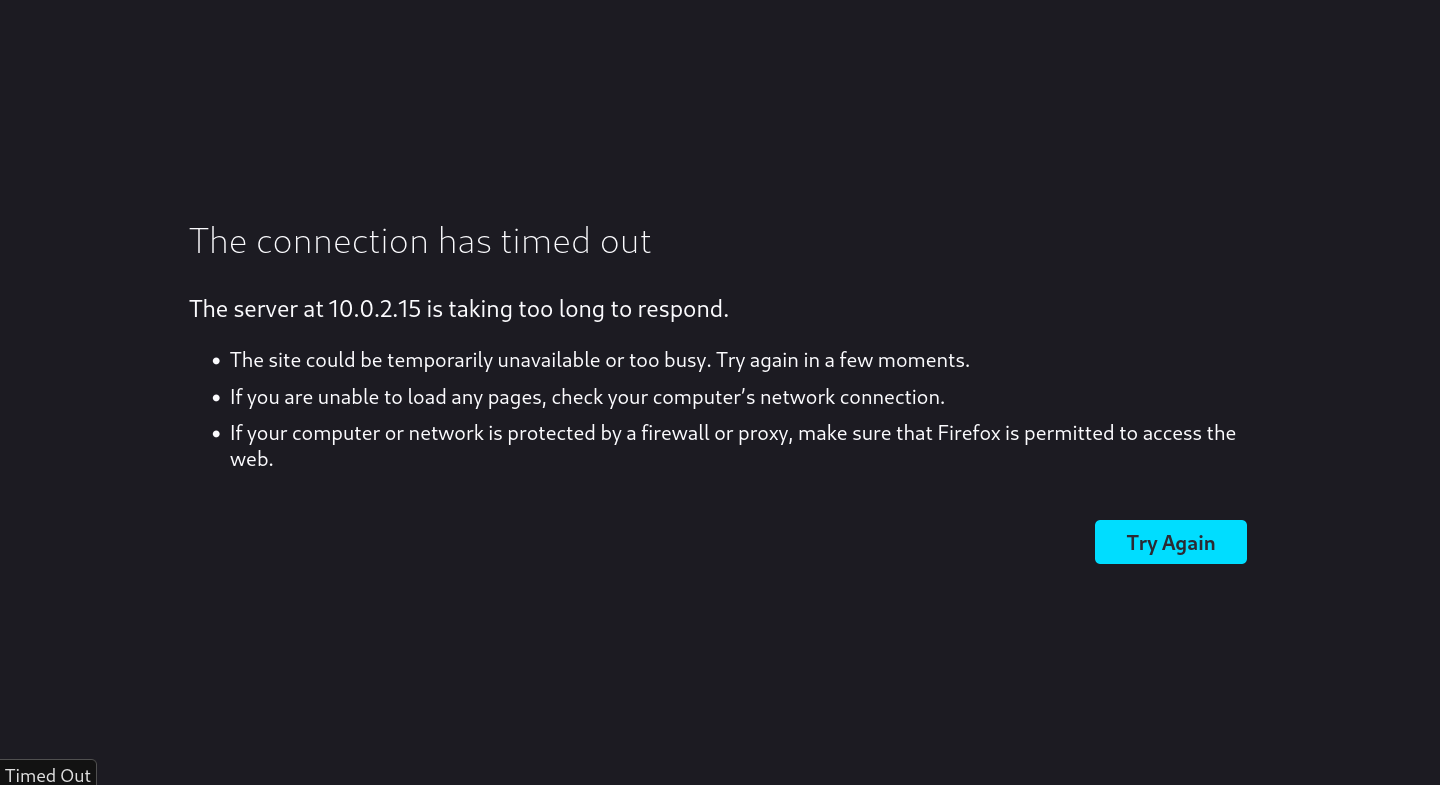 The connection has timed out
The server at 10.0.2.15 is taking too long to respond.
• The site could be temporarily unavailable or too busy. Try again in a few moments.
• If you are unable to load any pages, check your computer’s network connection.
• If your computer or network is protected by a firewall or proxy, make sure that Firefox is permitted to access the
web.
Try Again
Timed Out